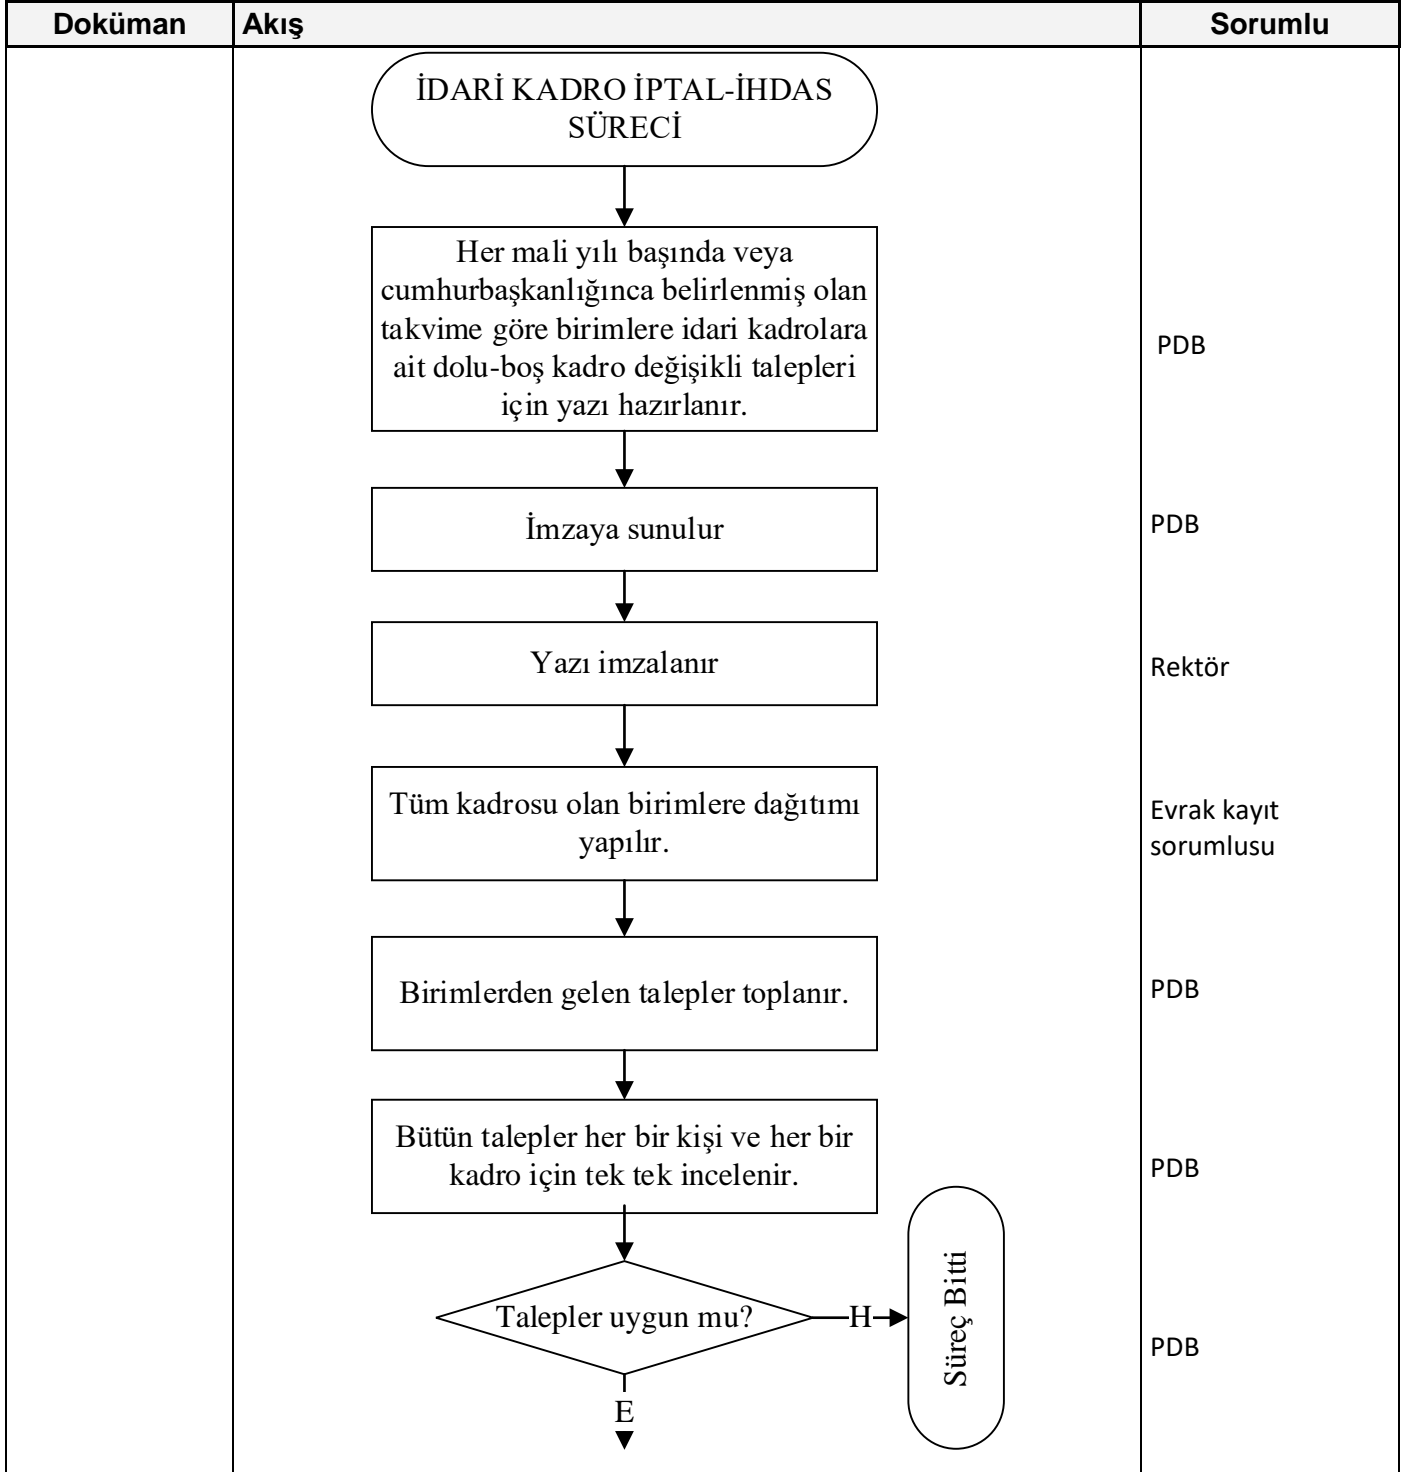 Doküman
Akış
Sorumlu
İDARİ KADRO İPTAL-İHDAS
SÜRECİ
Her mali yılı başında veya
cumhurbaşkanlığınca belirlenmiş olan
takvime göre birimlere idari kadrolara
ait dolu-boş kadro değişikli talepleri
için yazı hazırlanır.
PDB
İmzaya sunulur
PDB
Yazı imzalanır
Rektör
Tüm kadrosu olan birimlere dağıtımı
yapılır.
Evrak kayıt
sorumlusu
Birimlerden gelen talepler toplanır.
PDB
Bütün talepler her bir kişi ve her bir
kadro için tek tek incelenir.
PDB
Talepler uygun mu?
H
Süreç Bitti
PDB
E